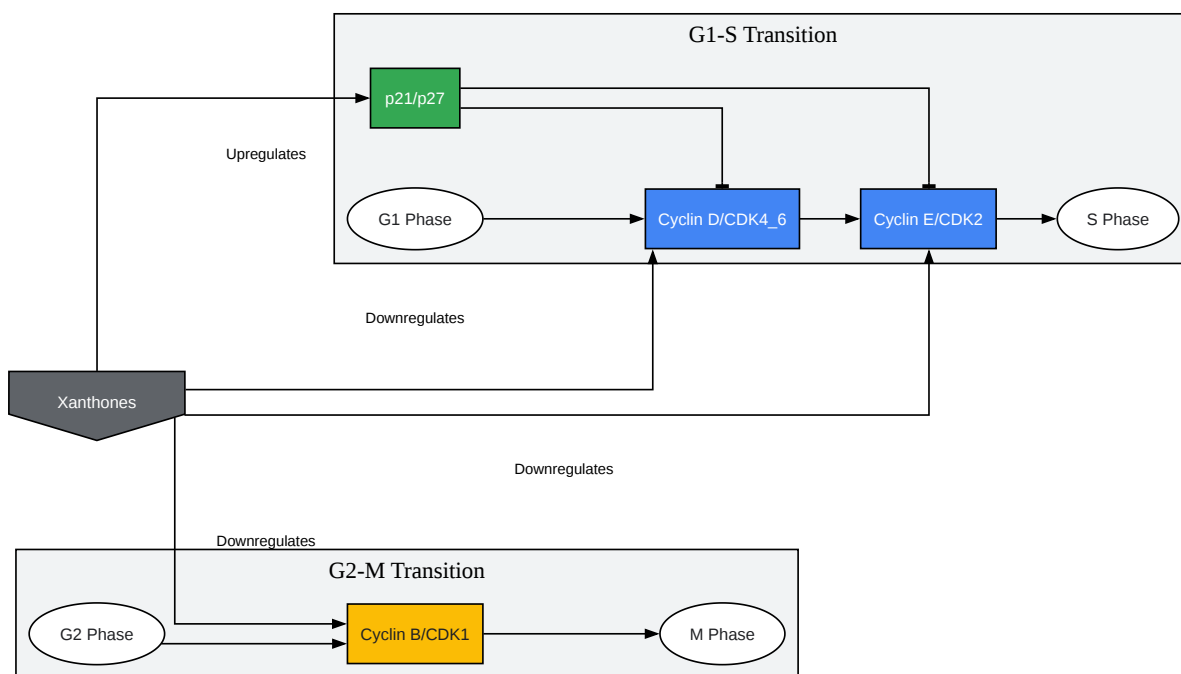 G1-S Transition
p21/p27
Upregulates
G1 Phase
Cyclin D/CDK4_6
Cyclin E/CDK2
S Phase
Downregulates
Xanthones
Downregulates
Downregulates
G2-M Transition
G2 Phase
Cyclin B/CDK1
M Phase